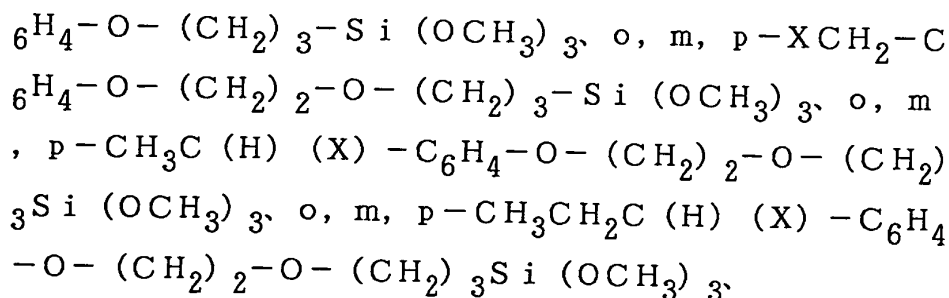 ₆H₄−O−(CH₂)₃−Si(OCH₃)₃、o,m,p−XCH₂−C
₆H₄−O−(CH₂)₂−O−(CH₂)₃−Si(OCH₃)₃、o,m
,p−CH₃C(H)(X)−C₆H₄−O−(CH₂)₂−O−(CH₂)
₃Si(OCH₃)₃、o,m,p−CH₃CH₂C(H)(X)−C₆H₄
−O−(CH₂)₂−O−(CH₂)₃Si(OCH₃)₃、